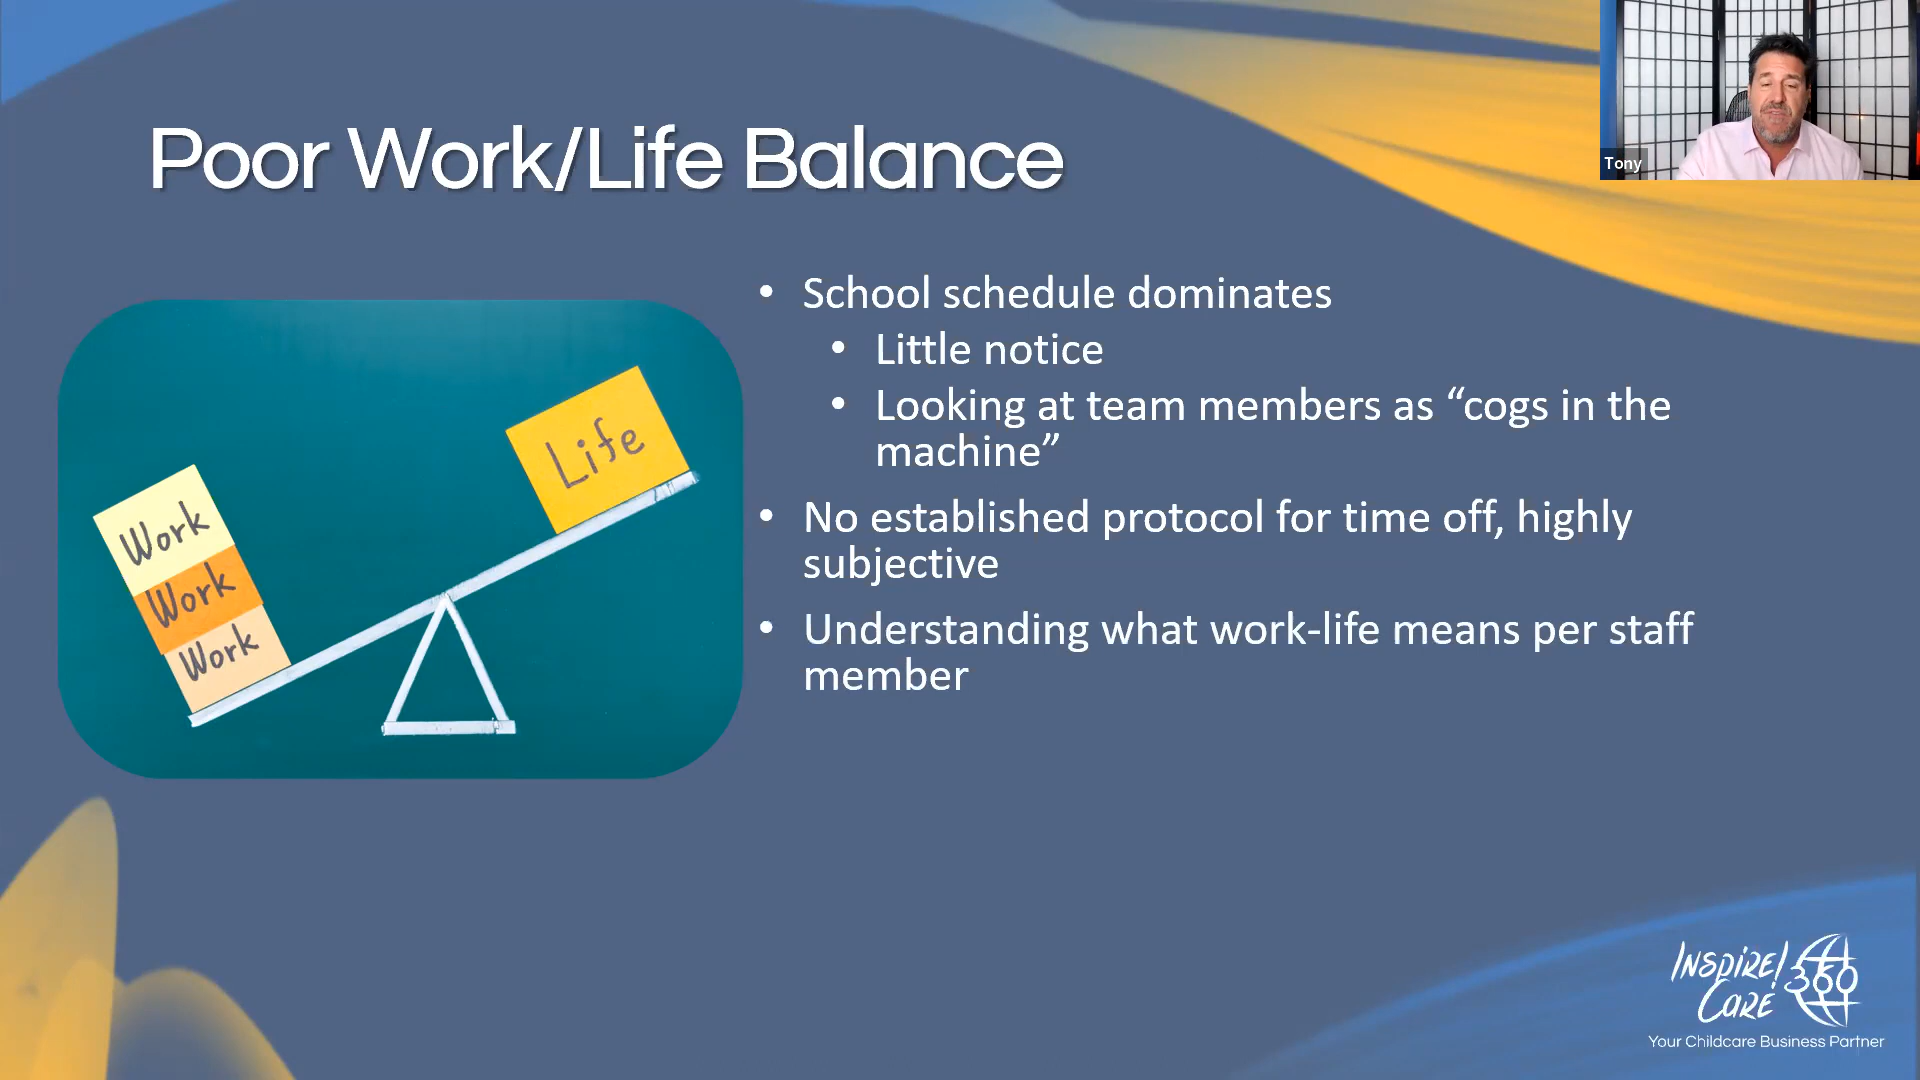 Tony
Poor Work/Life Balance
• School schedule dominates
• Little notice
• Looking at team members as “cogs in the
machine”
• No established protocol for time off, highly
subjective
• Understanding what work-life means per staff
member
Life
Work
Work
Work
INSPIRE!
CARE 360
Your Childcare Business Partner